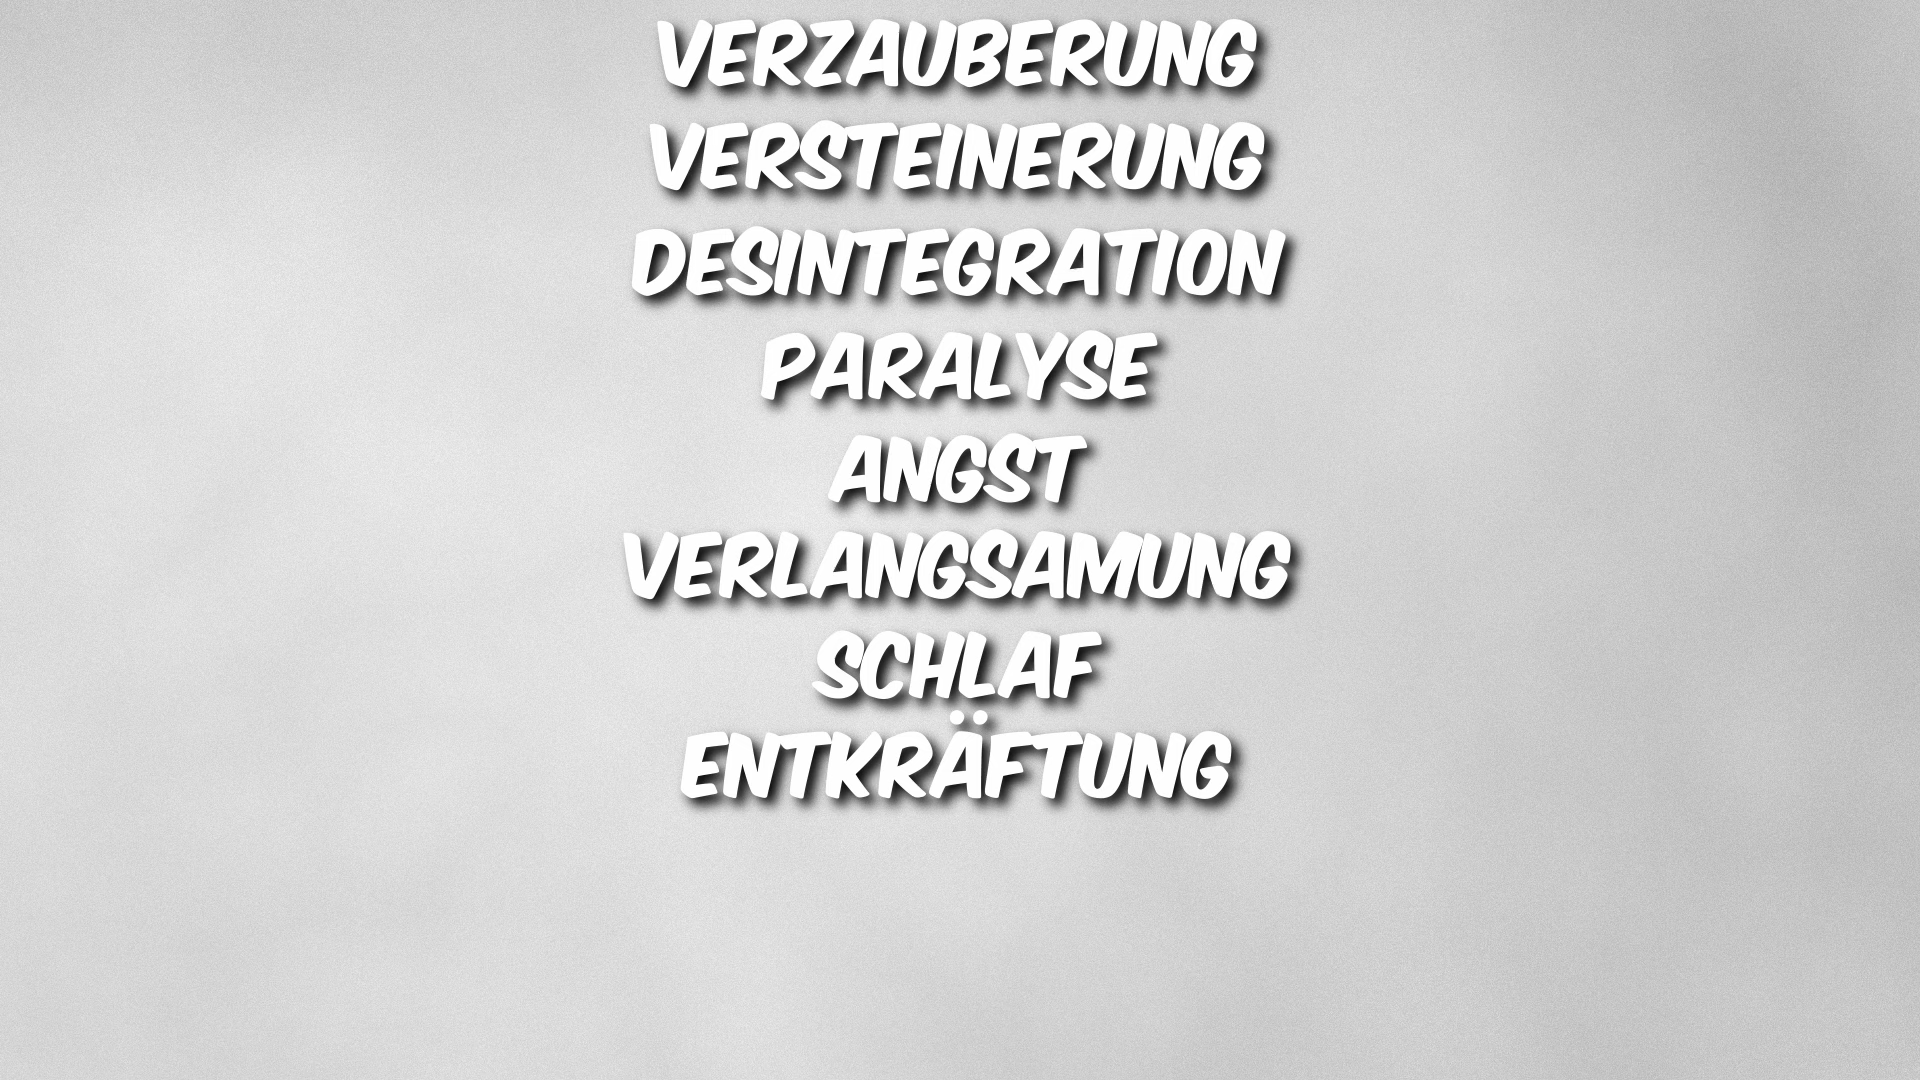 VERZAUBERUNG
VERSTEINERUNG
DESINTEGRATION
PARALYSE
ANGST
VERLANGSAMUNG
SCHLAF
ENTKRÄFTUNG